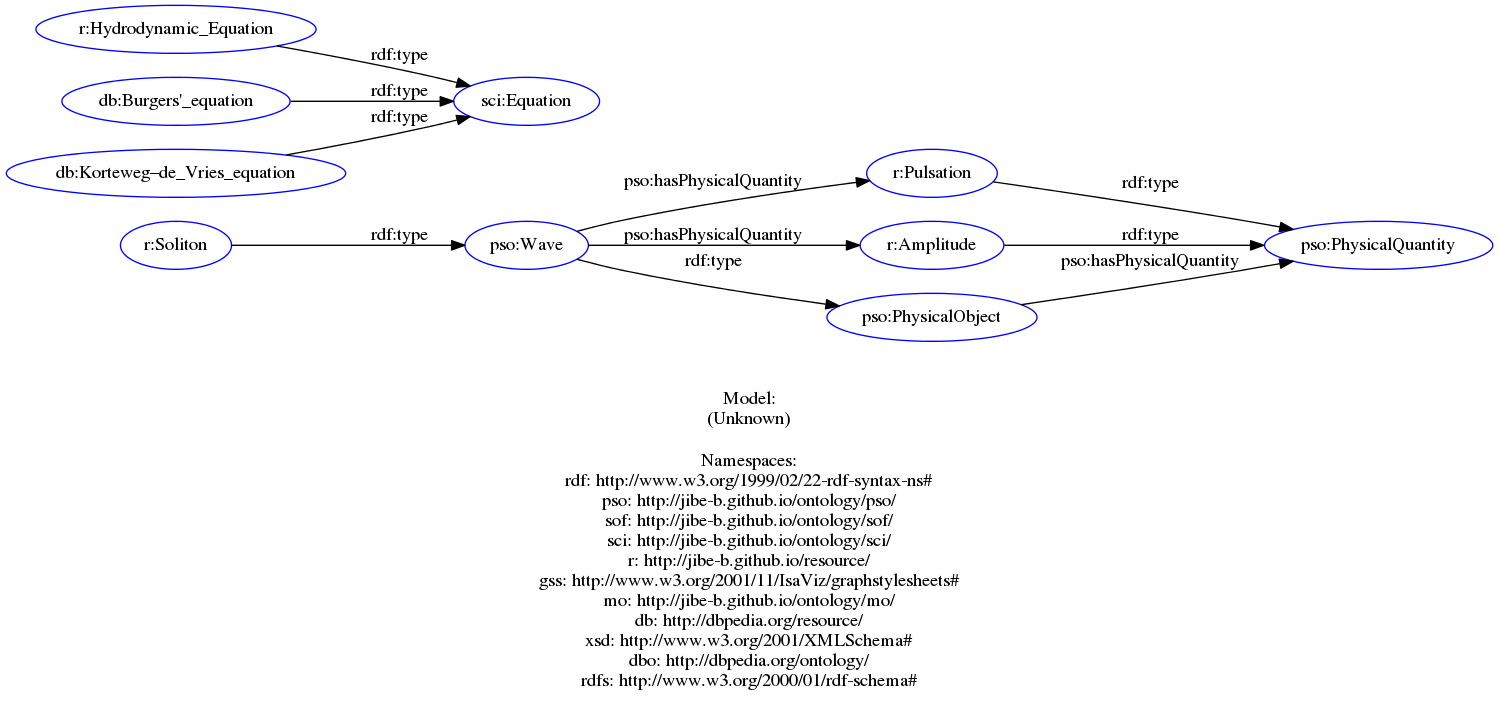 r:Hydrodynamic_Equation
rdf:type
db:Burgers'_equation
rdf:type
sci:Equation
rdf:type
db:Korteweg–de_Vries_equation
r:Pulsation
pso:hasPhysicalQuantity
rdf:type
r:Soliton
rdf:type
pso:Wave
pso:hasPhysicalQuantity
r:Amplitude
rdf:type
pso:PhysicalQuantity
rdf:type
pso:hasPhysicalQuantity
pso:PhysicalObject
Model:
(Unknown)
Namespaces:
rdf: http://www.w3.org/1999/02/22-rdf-syntax-ns#
pso: http://jibe-b.github.io/ontology/pso/
sof: http://jibe-b.github.io/ontology/sof/
sci: http://jibe-b.github.io/ontology/sci/
r: http://jibe-b.github.io/resource/
gss: http://www.w3.org/2001/11/IsaViz/graphstylesheets#
mo: http://jibe-b.github.io/ontology/mo/
db: http://dbpedia.org/resource/
xsd: http://www.w3.org/2001/XMLSchema#
dbo: http://dbpedia.org/ontology/
rdfs: http://www.w3.org/2000/01/rdf-schema#